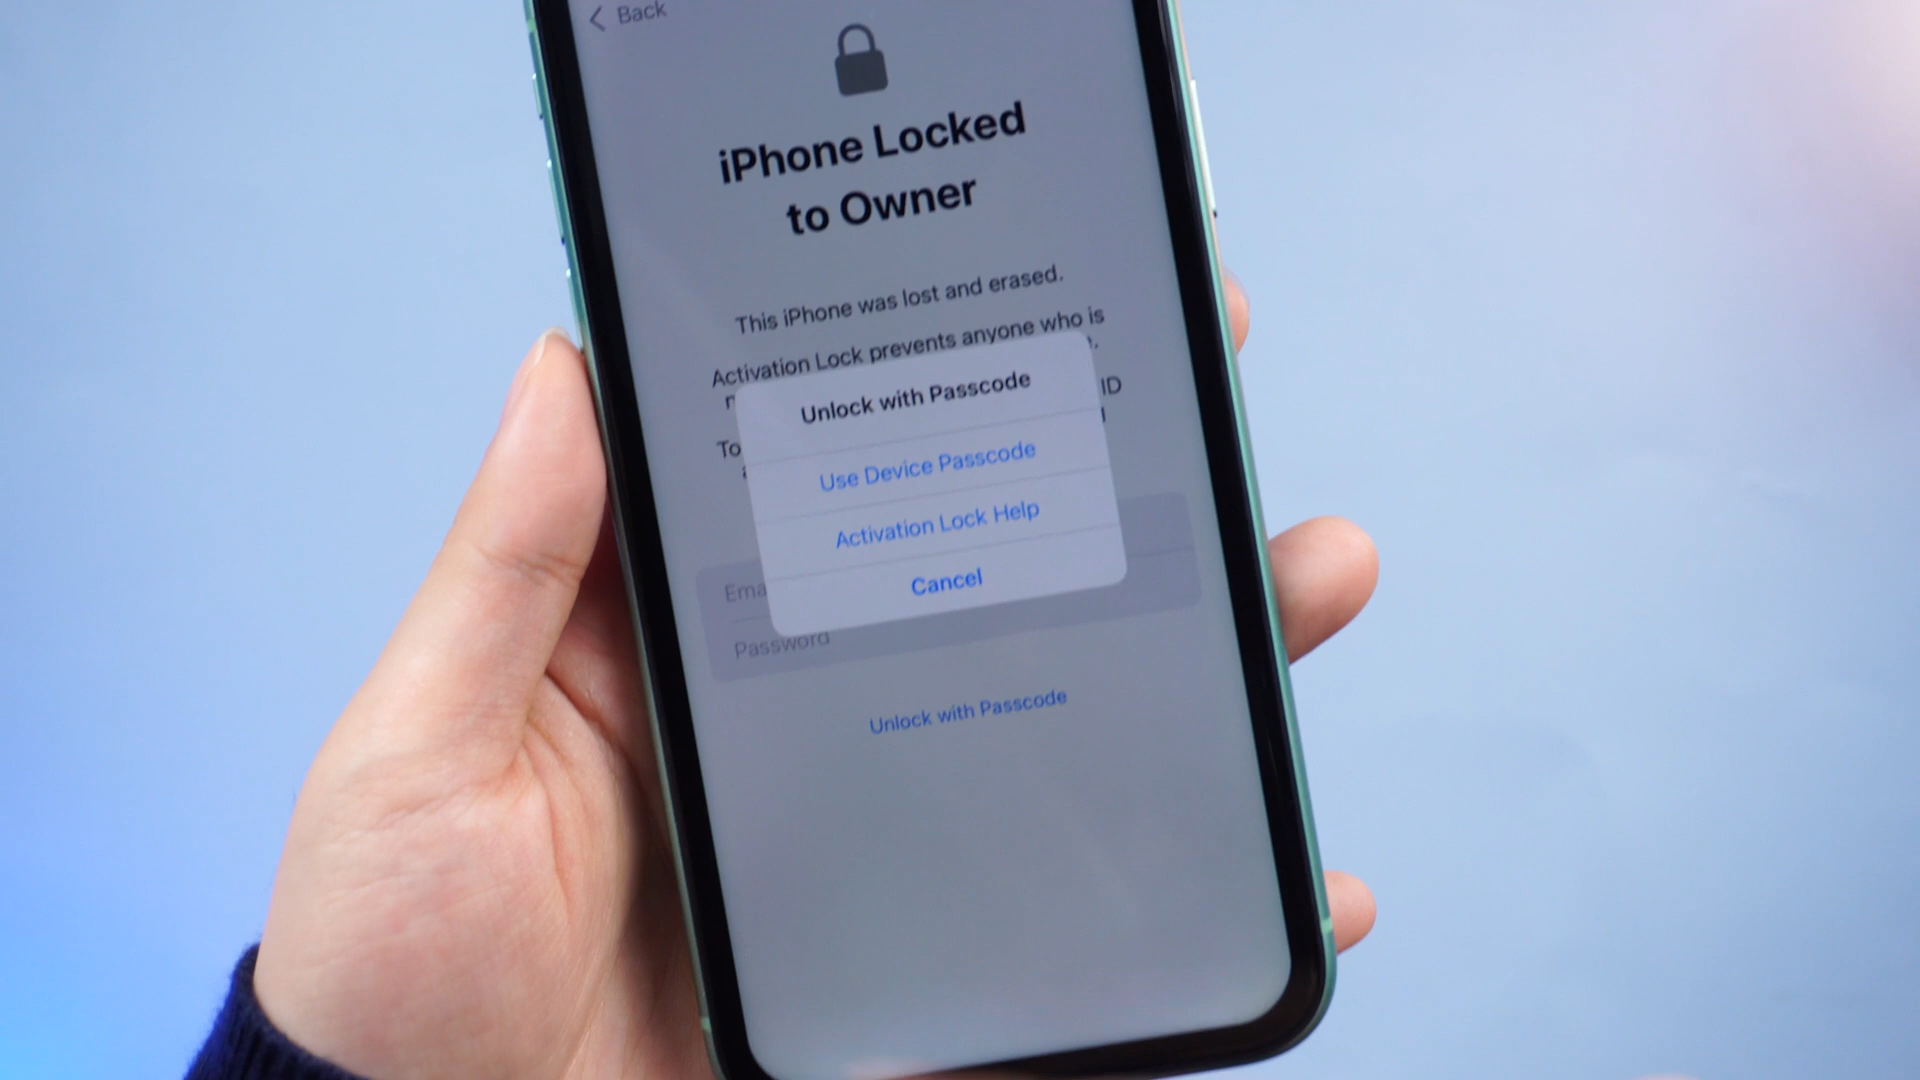 Back
iPhone Locked
to Owner
This iPhone was lost and erased.
Activation Lock prevents anyone who is
ID
To
Unlock with Passcode
Use Device Passcode
Activation Lock Help
Cancel
Password
Unlock with Passcode